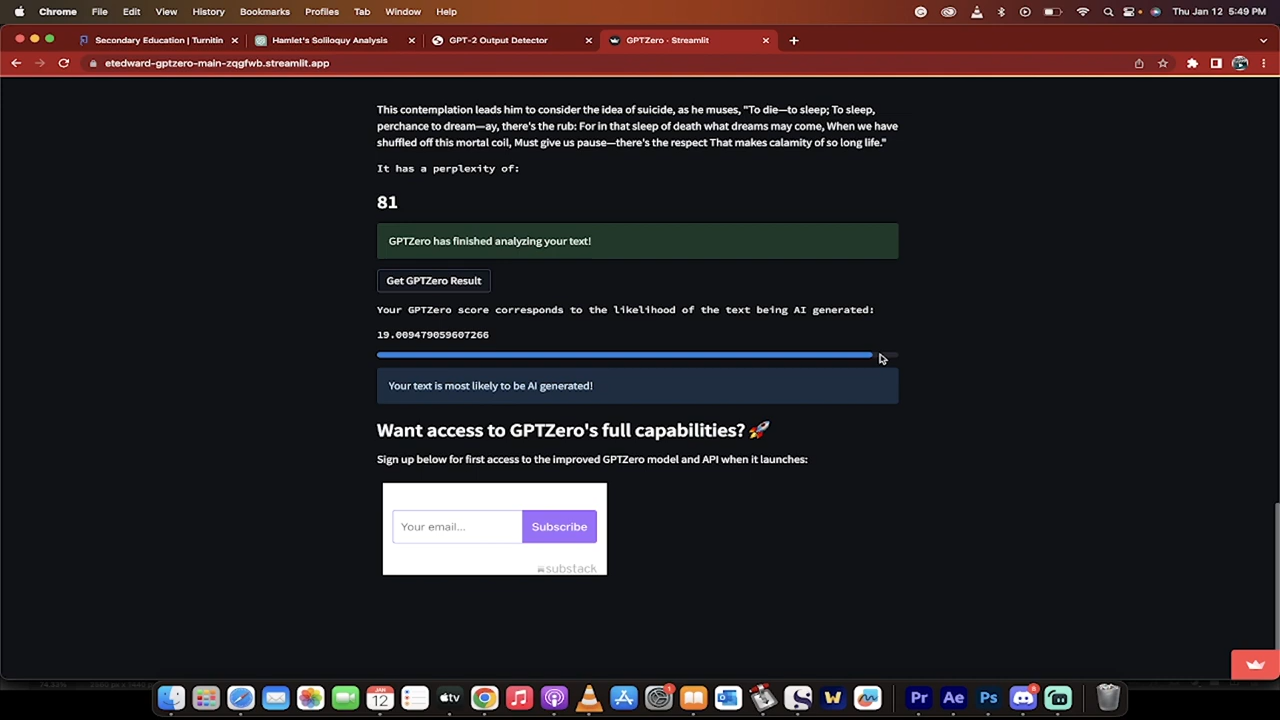 Chrome File Edit View History Bookmarks Profiles Tab Window Help Thu Jan 12 5:49 PM
Secondary Education | Turnitin Hamlet's Soliloquy Analysis GPT-2 Output Detector GPTZero · Streamlit
etedward-gptzero-main-zqgfwb.streamlit.app
This contemplation leads him to consider the idea of suicide, as he muses, "To die—to sleep; To sleep,
perchance to dream—ay, there's the rub: For in that sleep of death what dreams may come, When we have
shuffled off this mortal coil, Must give us pause—there's the respect That makes calamity of so long life."
It has a perplexity of:
81
GPTZero has finished analyzing your text!
Get GPTZero Result
Your GPTZero score corresponds to the likelihood of the text being AI generated:
19.009479059607266
Your text is most likely to be AI generated!
Want access to GPTZero's full capabilities? 🚀
Sign up below for first access to the improved GPTZero model and API when it launches:
Your email... Subscribe
substack
JAN
12
tv
W
Pr Ae Ps